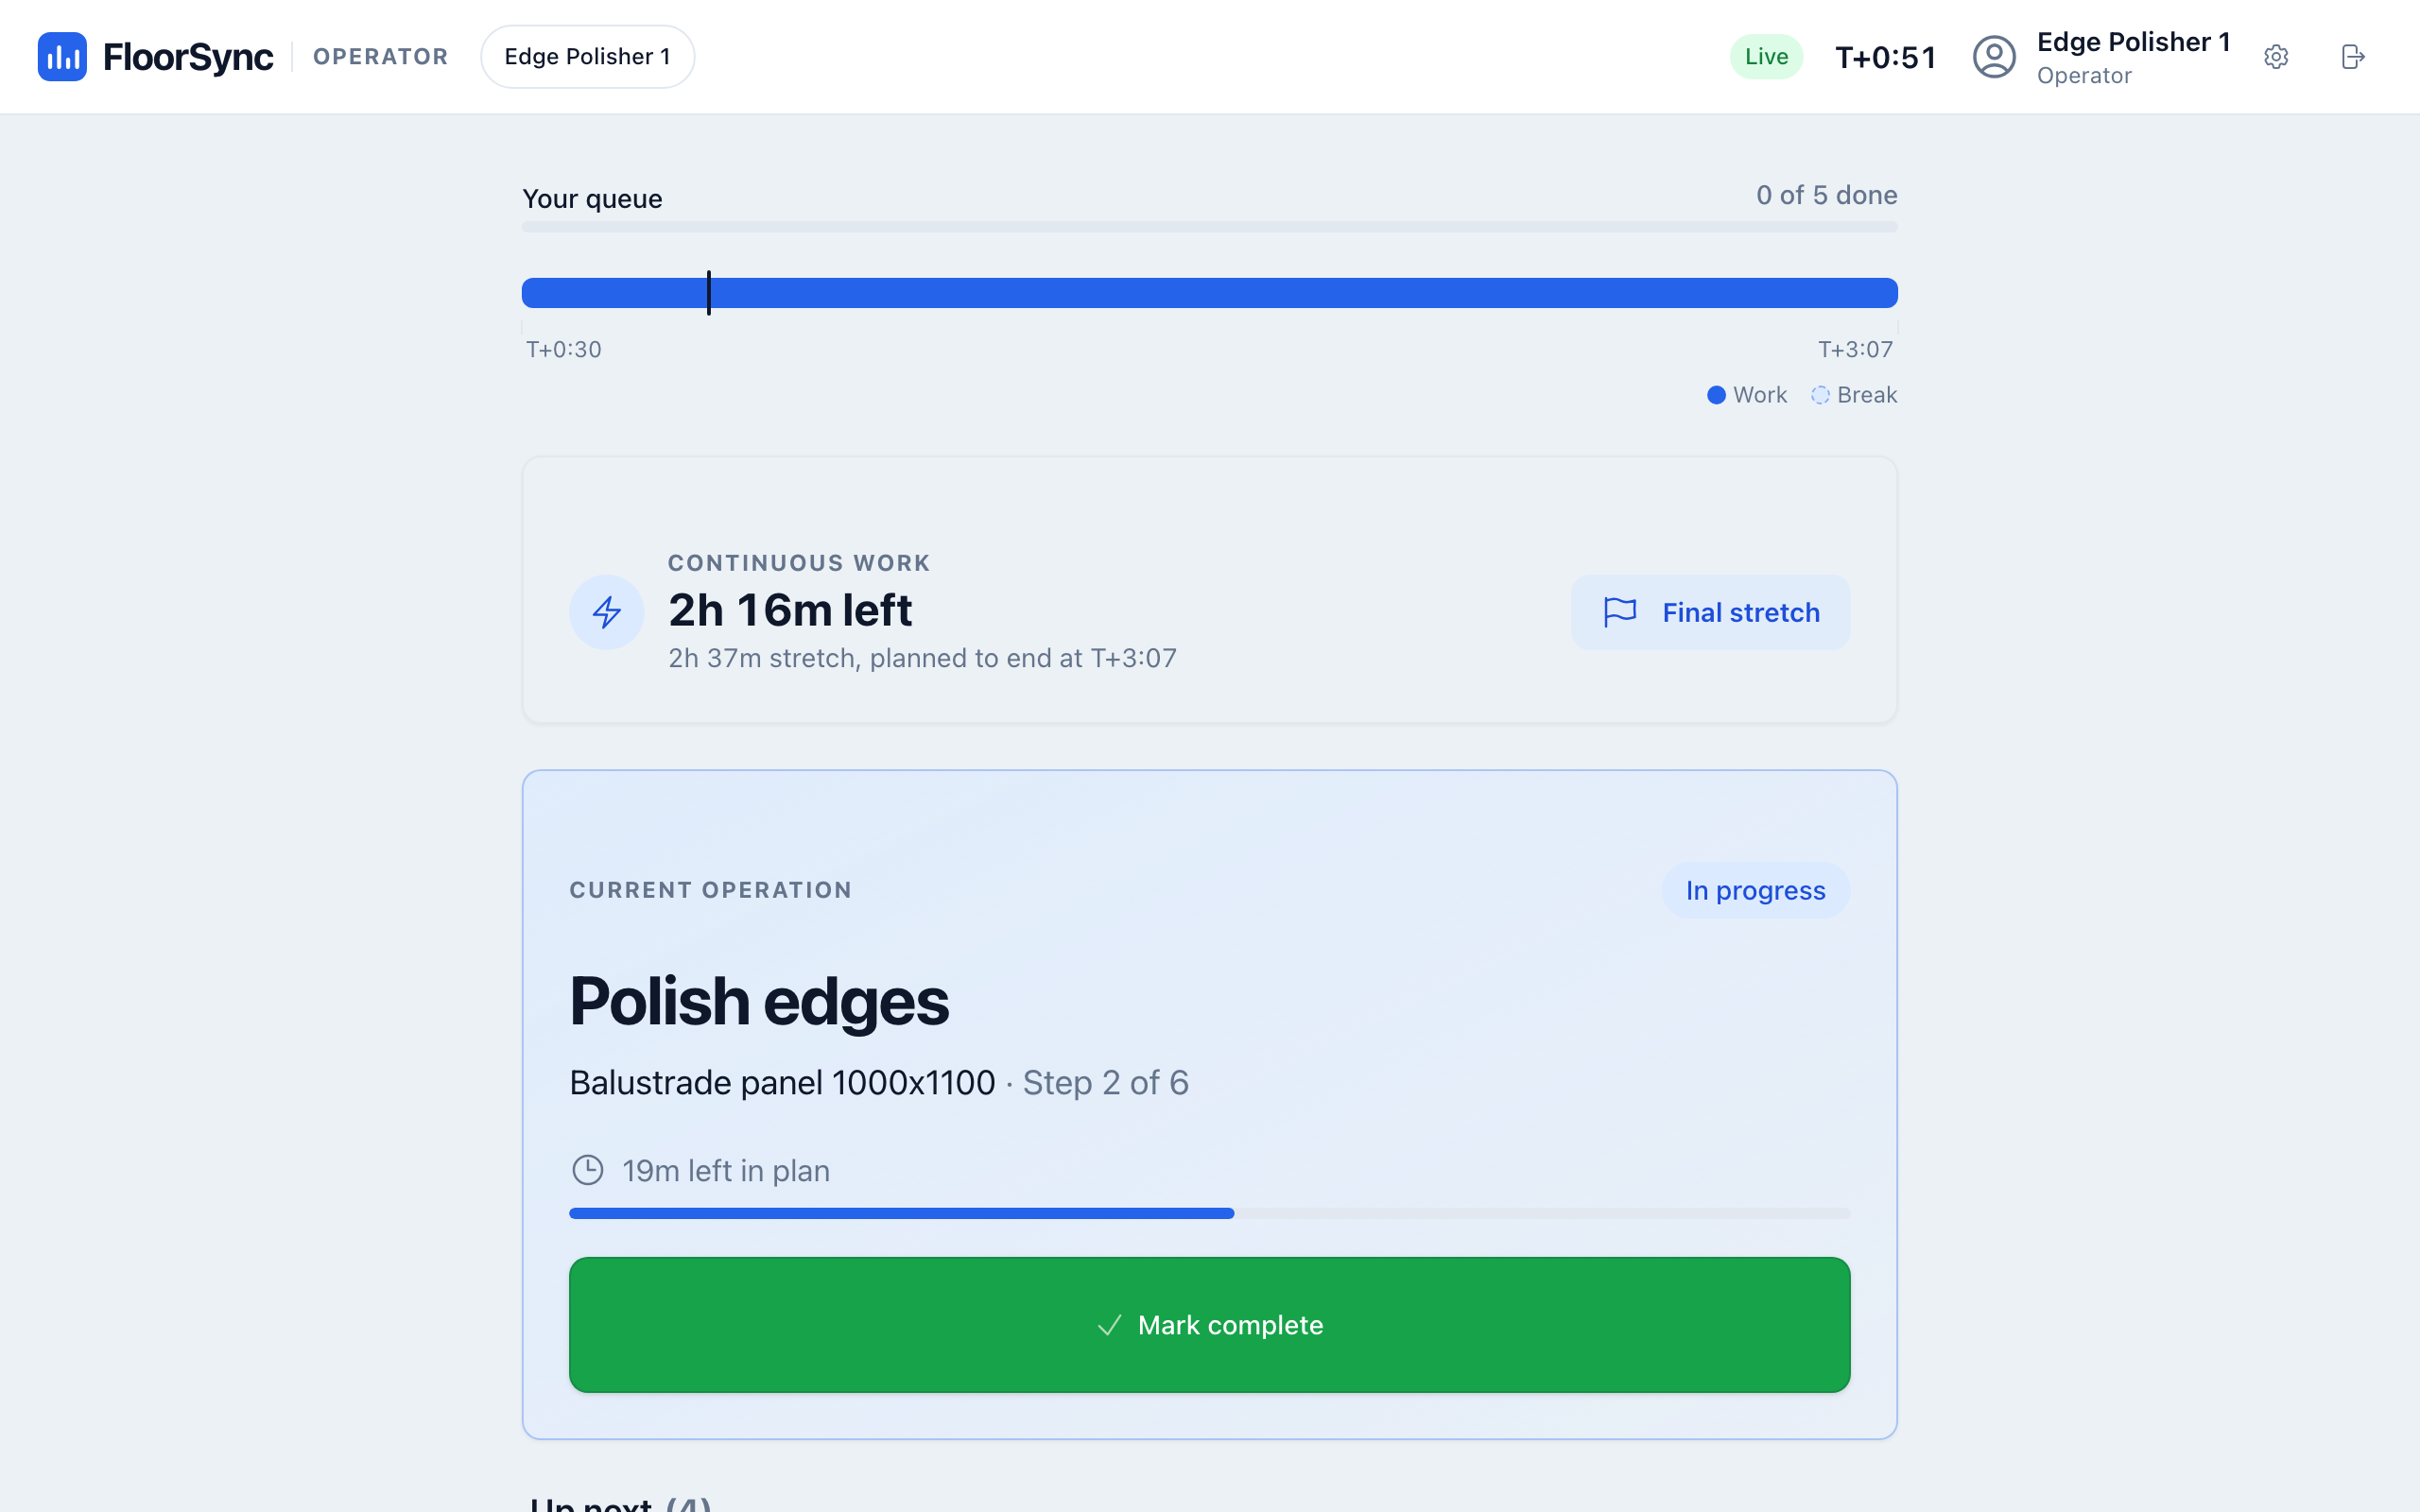 FloorSync OPERATOR Edge Polisher 1 Live T+0:51 Edge Polisher 1
Operator
Your queue 0 of 5 done
T+0:30 T+3:07
Work Break
CONTINUOUS WORK
2h 16m left
2h 37m stretch, planned to end at T+3:07
Final stretch
CURRENT OPERATION In progress
Polish edges
Balustrade panel 1000x1100 · Step 2 of 6
19m left in plan
Mark complete
Up next (4)